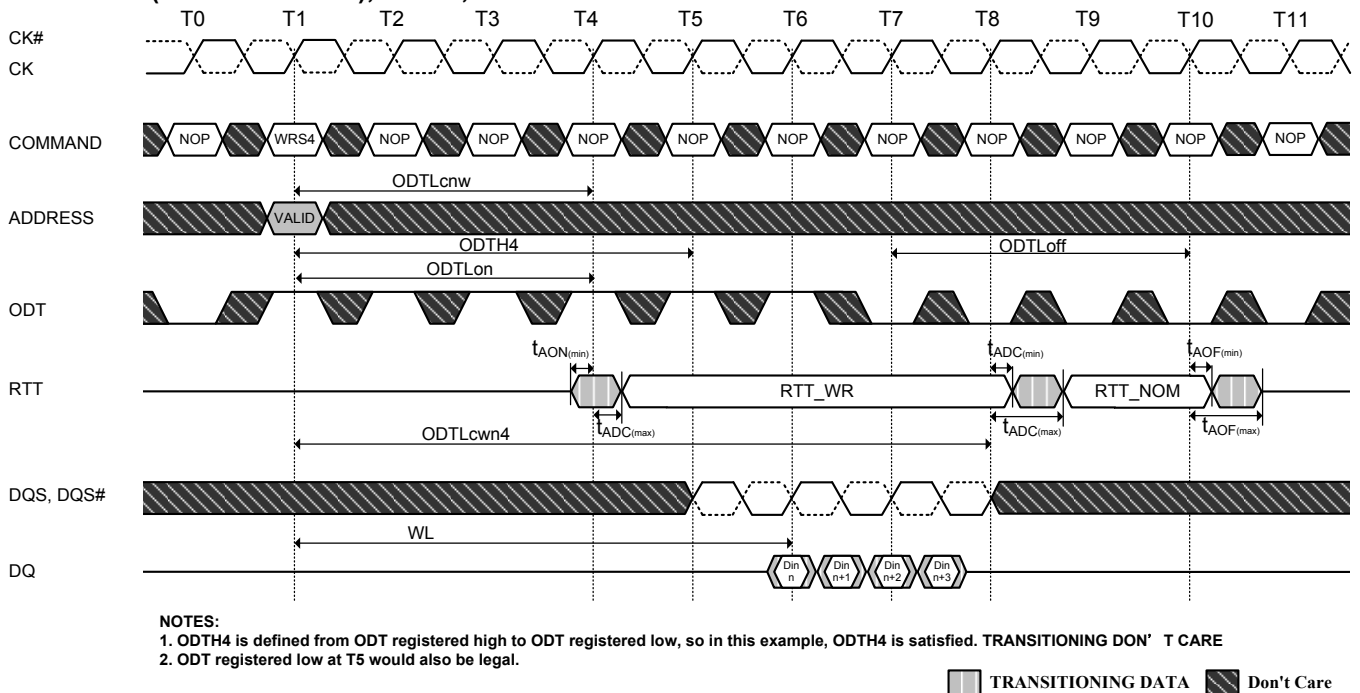 T0 T1 T2 T3 T4 T5 T6 T7 T8 T9 T10 T11
CK#
CK
COMMAND NOP WRS4 NOP NOP NOP NOP NOP NOP NOP NOP NOP NOP
ODTLcnw
ADDRESS VALID
ODTH4 ODTLoff
ODTLon
ODT
tAON(min) tADC(min) tAOF(min)
RTT RTT_WR RTT_NOM
tADC(max) tADC(max) tAOF(max)
ODTLcwn4
DQS, DQS#
WL
DQ Din n Din n+1 Din n+2 Din n+3
NOTES:
1. ODTH4 is defined from ODT registered high to ODT registered low, so in this example, ODTH4 is satisfied. TRANSITIONING DON' T CARE
2. ODT registered low at T5 would also be legal.
TRANSITIONING DATA Don't Care